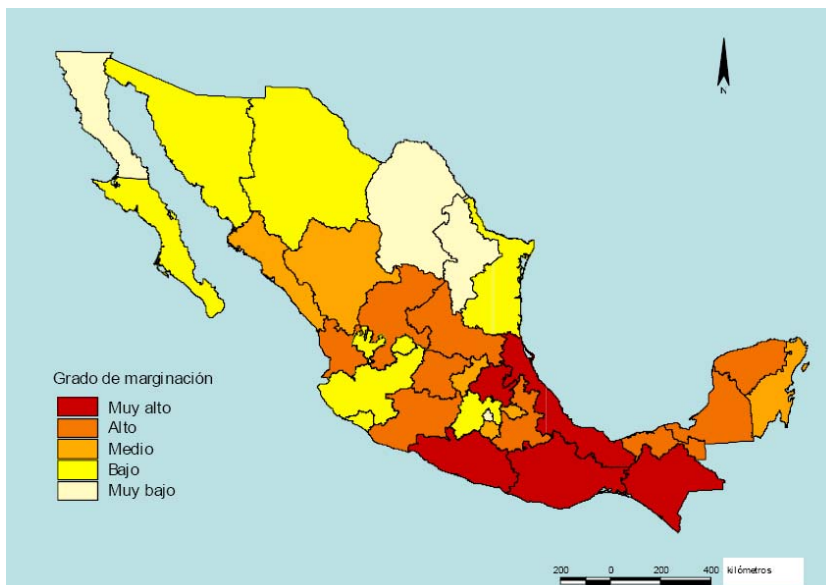 N
Grado de marginación
Muy alto
Alto
Medio
Bajo
Muy bajo
200 0 200 400 kilómetros